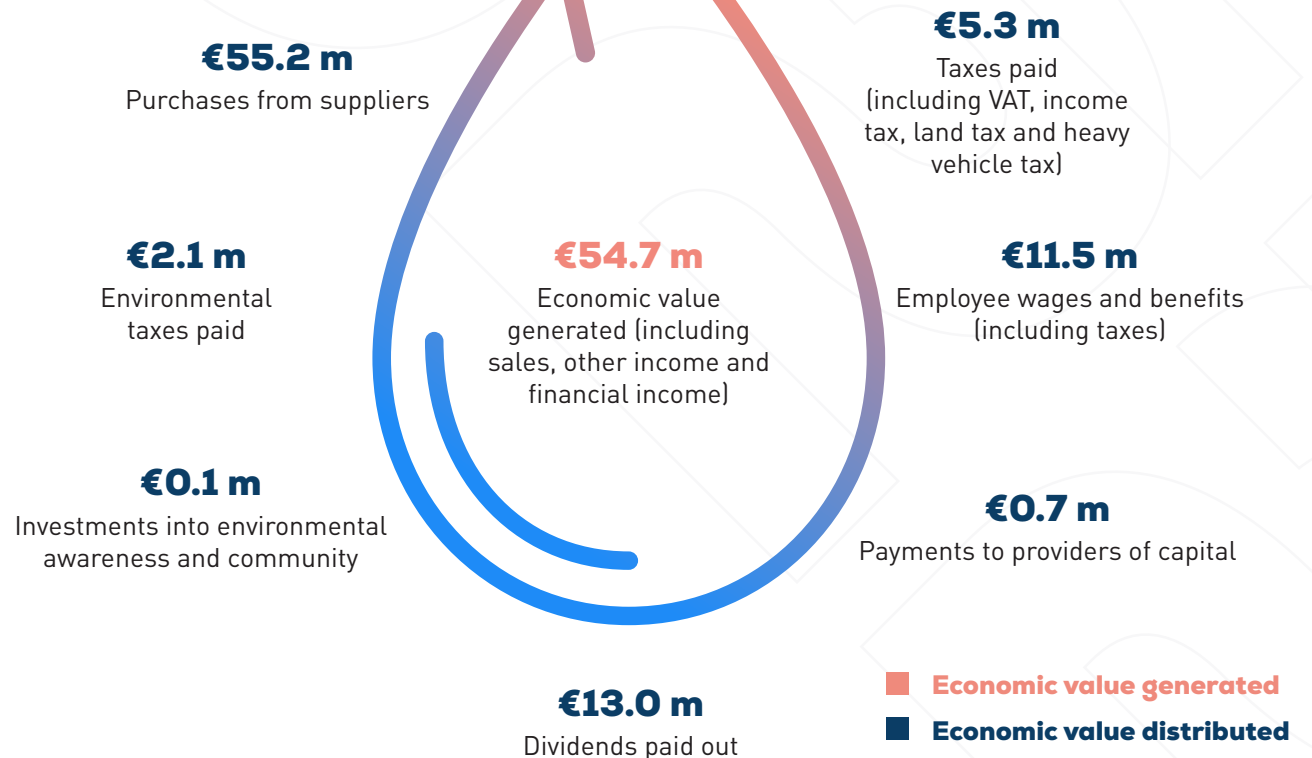 €5.3 m
Taxes paid
(including VAT, income
tax, land tax and heavy
vehicle tax)
€55.2 m
Purchases from suppliers
€2.1 m
Environmental
taxes paid
€54.7 m
Economic value
generated (including
sales, other income and
financial income)
€11.5 m
Employee wages and benefits
(including taxes)
€0.1 m
Investments into environmental
awareness and community
€0.7 m
Payments to providers of capital
€13.0 m
Dividends paid out
Economic value generated
Economic value distributed